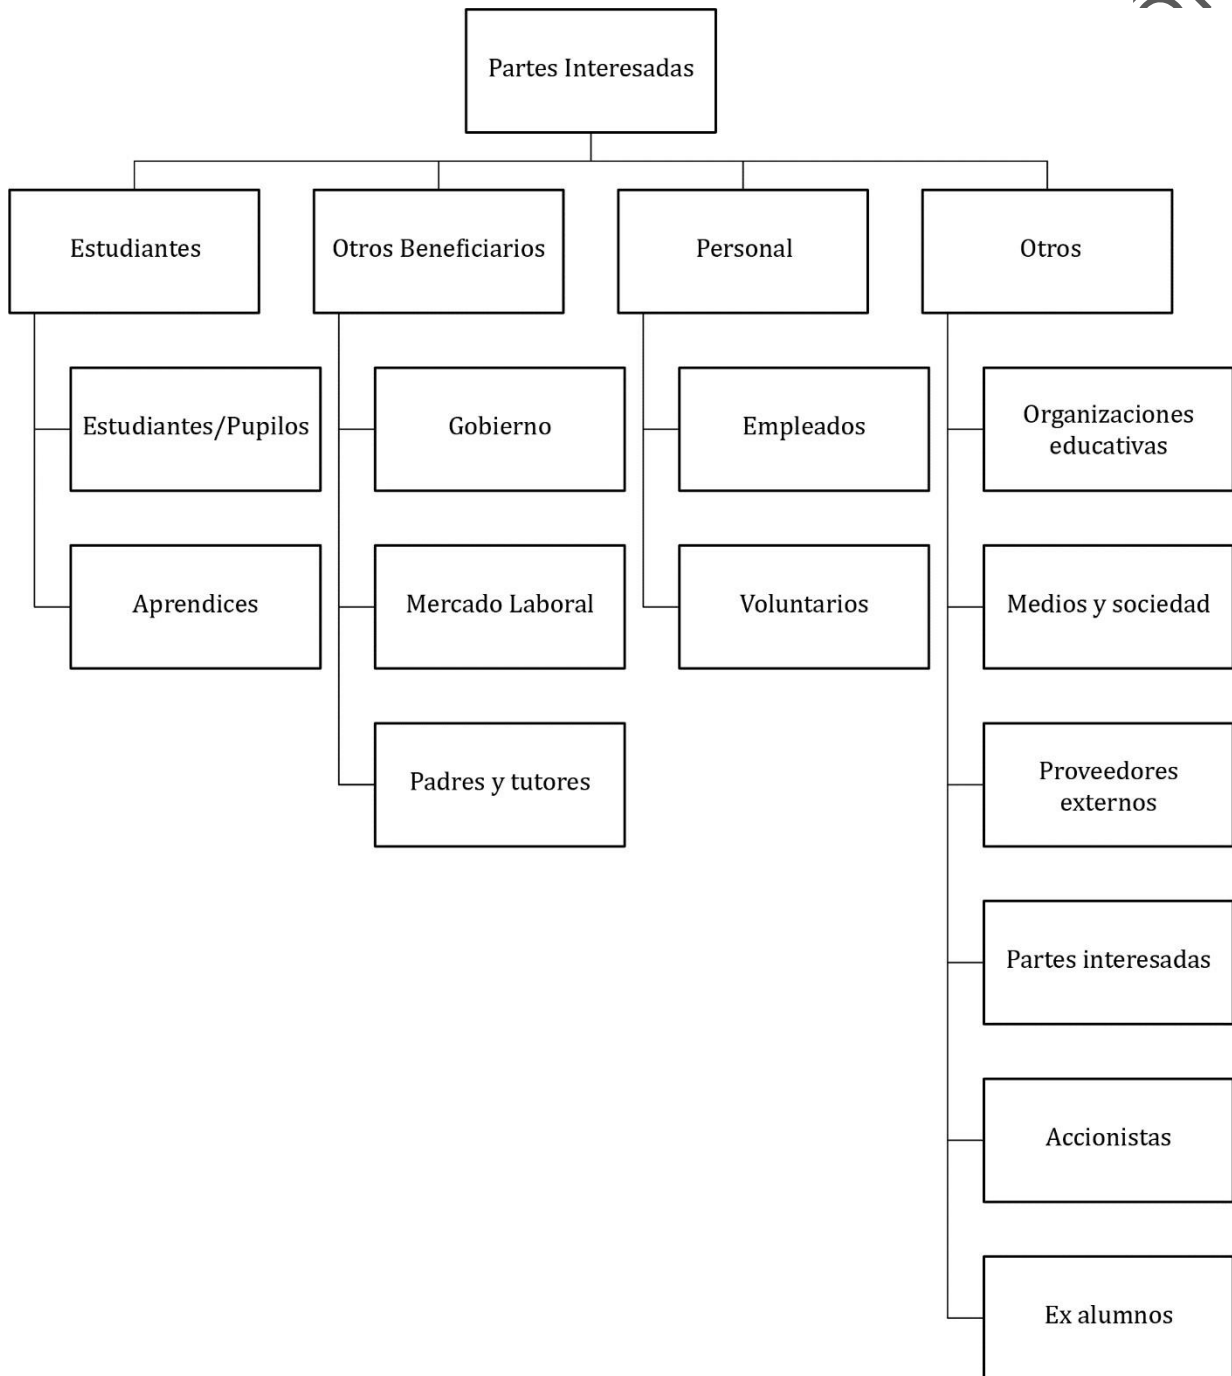 Partes Interesadas
Estudiantes
Otros Beneficiarios
Personal
Otros
Estudiantes/Pupilos
Gobierno
Empleados
Organizaciones
educativas
Aprendices
Mercado Laboral
Voluntarios
Medios y sociedad
Padres y tutores
Proveedores
externos
Partes interesadas
Accionistas
Ex alumnos